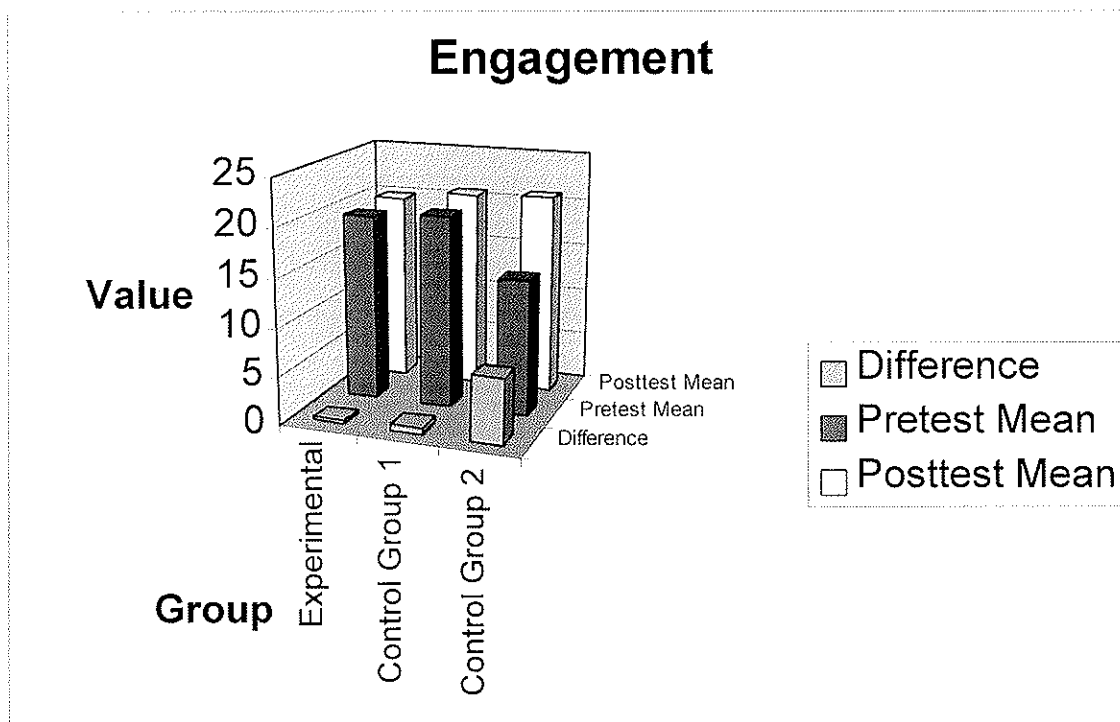 Engagement
25
20
15
10
5
0
Value
Posttest Mean
Pretest Mean
Difference
Experimental
Control Group 1
Control Group 2
Group
Difference
Pretest Mean
Posttest Mean